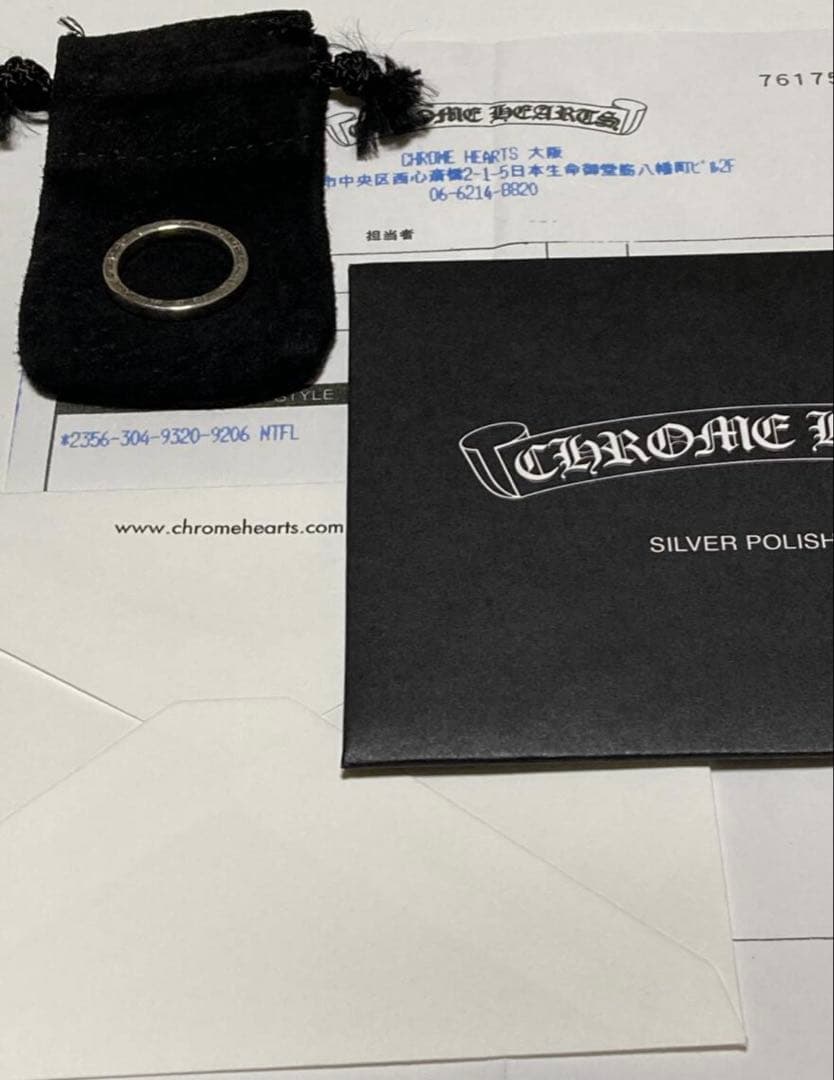 76175
OME HEARTS
CHROME HEARTS 大阪
市中央区西心斎橋2-1-5日本生命御堂筋八幡町ﾋﾞﾙ2F
06-6214-8820
担当者
STYLE
*2356-304-9320-9206 NTFL
www.chromehearts.com
CHROME H
SILVER POLISH